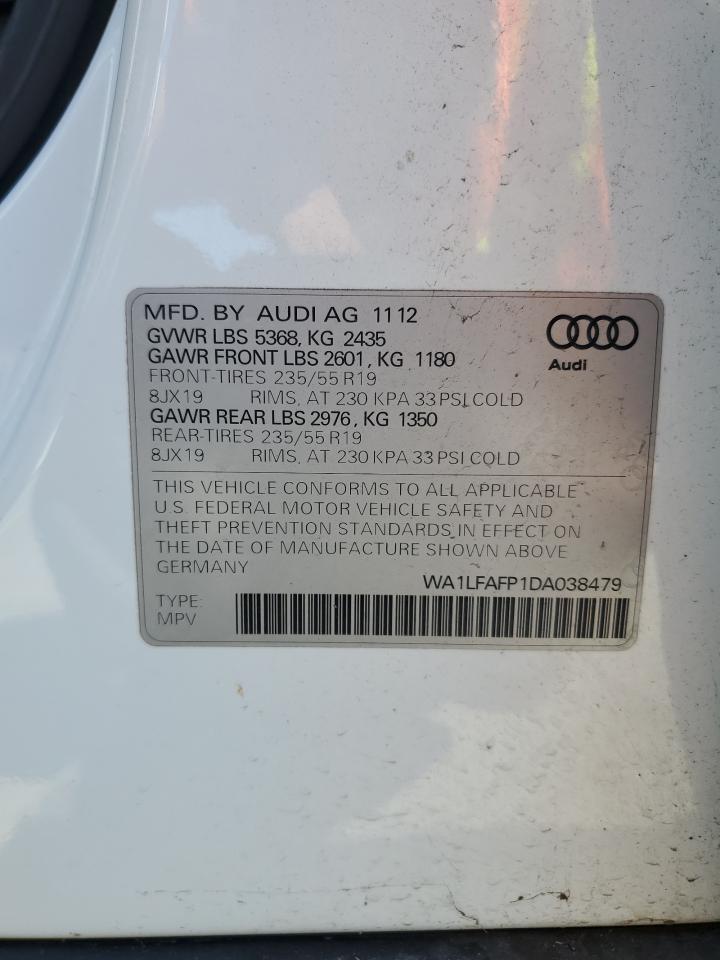 MFD. BY AUDI AG 11 12
GVWR LBS 5368, KG 2435
GAWR FRONT LBS 2601, KG 1180
FRONT-TIRES 235/55 R19
8JX19 RIMS, AT 230 KPA 33 PSI COLD
GAWR REAR LBS 2976, KG 1350
REAR-TIRES 235/55 R19
8JX19 RIMS, AT 230 KPA 33 PSI COLD
Audi
THIS VEHICLE CONFORMS TO ALL APPLICABLE
U.S. FEDERAL MOTOR VEHICLE SAFETY AND
THEFT PREVENTION STANDARDS IN EFFECT ON
THE DATE OF MANUFACTURE SHOWN ABOVE
GERMANY
WA1LFAFP1DA038479
TYPE:
MPV